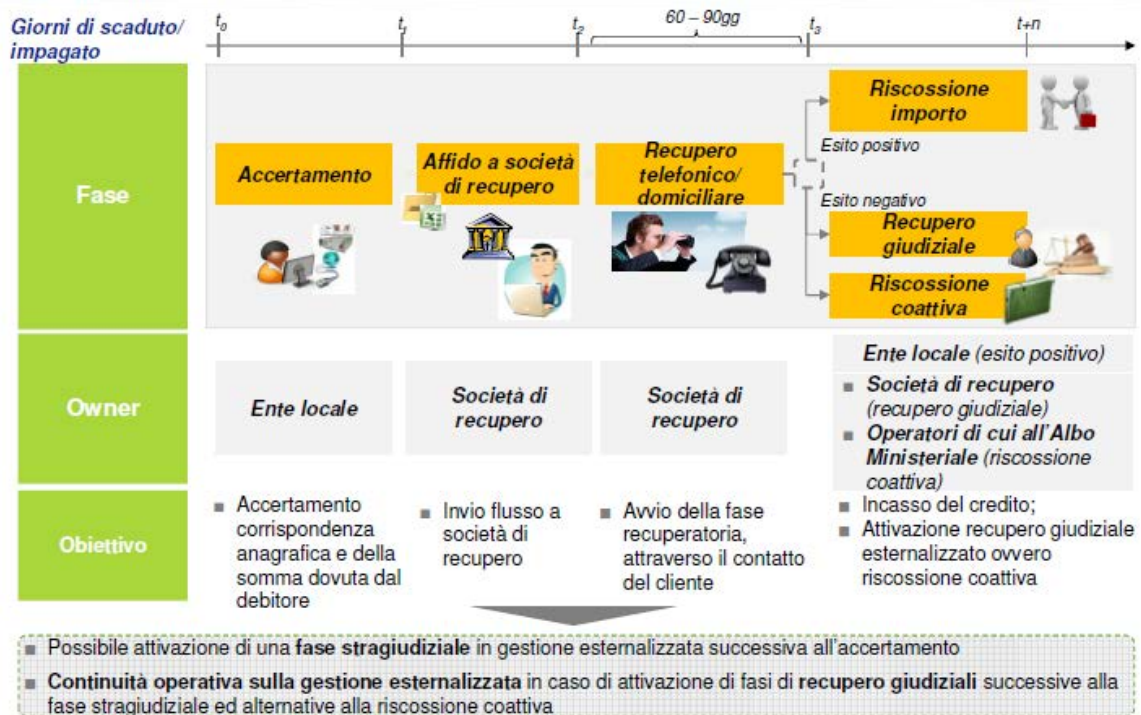 Giorni di scaduto/
impagato
t0
t1
t2
60 – 90gg
t3
t+n
Fase
Accertamento
Affido a società
di recupero
Recupero
telefonico/
domiciliare
Esito positivo
Esito negativo
Riscossione
importo
Recupero
giudiziale
Riscossione
coattiva
Owner
Ente locale
Società di
recupero
Società di
recupero
Ente locale (esito positivo)
■ Società di recupero
(recupero giudiziale)
■ Operatori di cui all'Albo
Ministeriale (riscossione
coattiva)
Obiettivo
■ Accertamento
corrispondenza
anagrafica e della
somma dovuta dal
debitore
■ Invio flusso a
società di
recupero
■ Avvio della fase
recuperatoria,
attraverso il contatto
del cliente
■ Incasso del credito;
■ Attivazione recupero giudiziale
esternalizzato ovvero
riscossione coattiva
■ Possibile attivazione di una fase stragiudiziale in gestione esternalizzata successiva all'accertamento
■ Continuità operativa sulla gestione esternalizzata in caso di attivazione di fasi di recupero giudiziali successive alla
fase stragiudiziale ed alternative alla riscossione coattiva